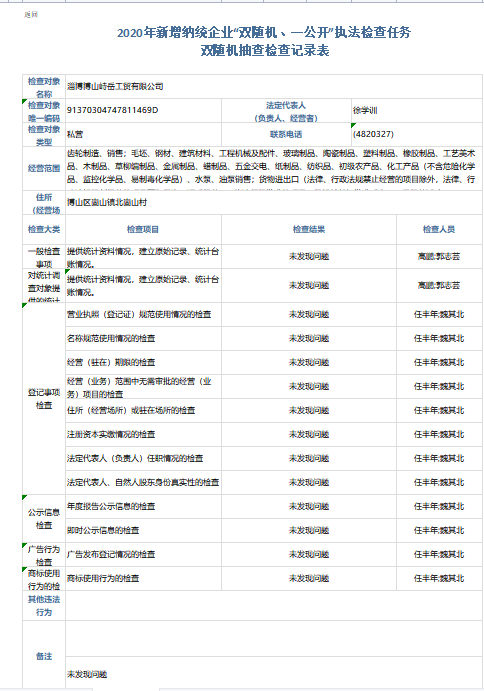 返回
2020年新增纳统企业“双随机、一公开”执法检查任务
双随机抽查检查记录表
检查对象名称 淄博博山峙岳工贸有限公司
检查对象唯一编码 91370304747811469D 法定代表人（负责人、经营者） 徐学训
检查对象类型 私营 联系电话 (4820327)
经营范围
齿轮制造、销售；毛坯、钢材、建筑材料、工程机械及配件、玻璃制品、陶瓷制品、塑料制品、橡胶制品、工艺美术
品、木制品、草柳编制品、金属制品、蜡制品、五金交电、纸制品、纺织品、初级农产品、化工产品（不含危险化学
品、监控化学品、易制毒化学品）、水泵、油泵销售；货物进出口（法律、行政法规禁止经营的项目除外，法律、行
住所（经营场 博山区崮山镇北崮山村
检查大类 检查项目 检查结果 检查人员
一般检查事项 提供统计资料情况，建立原始记录、统计台账情况。 未发现问题 高鹏;郭志芸
对统计调查对象提供的统计 提供统计资料情况，建立原始记录、统计台账情况。 未发现问题 高鹏;郭志芸
登记事项检查
营业执照（登记证）规范使用情况的检查 未发现问题 任丰年;魏其北
名称规范使用情况的检查 未发现问题 任丰年;魏其北
经营（驻在）期限的检查 未发现问题 任丰年;魏其北
经营（业务）范围中无需审批的经营（业务）项目的检查 未发现问题 任丰年;魏其北
住所（经营场所）或驻在场所的检查 未发现问题 任丰年;魏其北
注册资本实缴情况的检查 未发现问题 任丰年;魏其北
法定代表人（负责人）任职情况的检查 未发现问题 任丰年;魏其北
法定代表人、自然人股东身份真实性的检查 未发现问题 任丰年;魏其北
公示信息检查
年度报告公示信息的检查 未发现问题 任丰年;魏其北
即时公示信息的检查 未发现问题 任丰年;魏其北
广告行为检查 广告发布登记情况的检查 未发现问题 任丰年;魏其北
商标使用行为的检 商标使用行为的检查 未发现问题 任丰年;魏其北
其他违法行为
备注
未发现问题